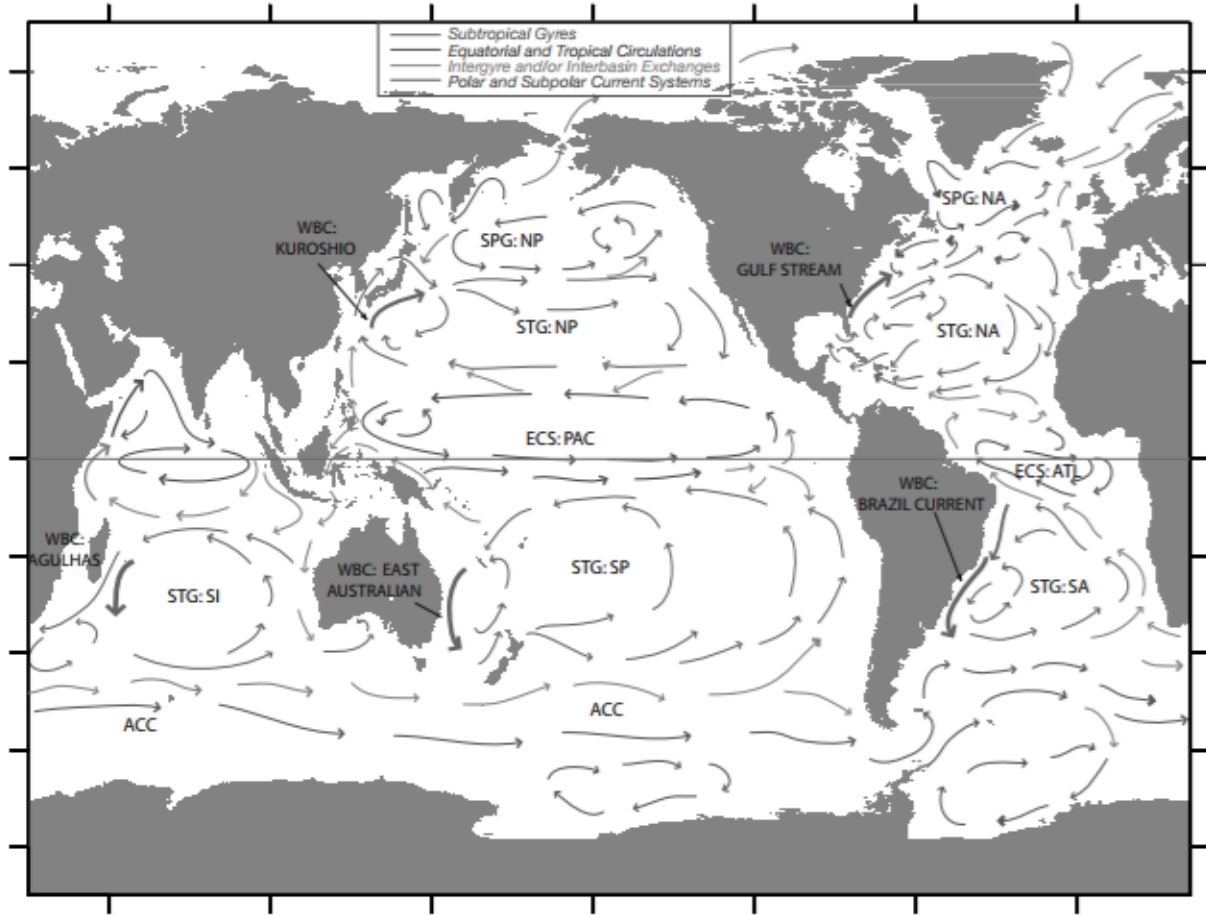 Subtropical Gyres
Equatorial and Tropical Circulations
Intergyre and/or Interbasin Exchanges
Polar and Subpolar Current Systems
SPG: NA
WBC:
KUROSHIO
SPG: NP
WBC:
GULF STREAM
STG: NP
STG: NA
ECS: PAC
ECS: ATL
WBC:
BRAZIL CURRENT
WBC:
AGULHAS
WBC: EAST
AUSTRALIAN
STG: SP
STG: SI
STG: SA
ACC
ACC